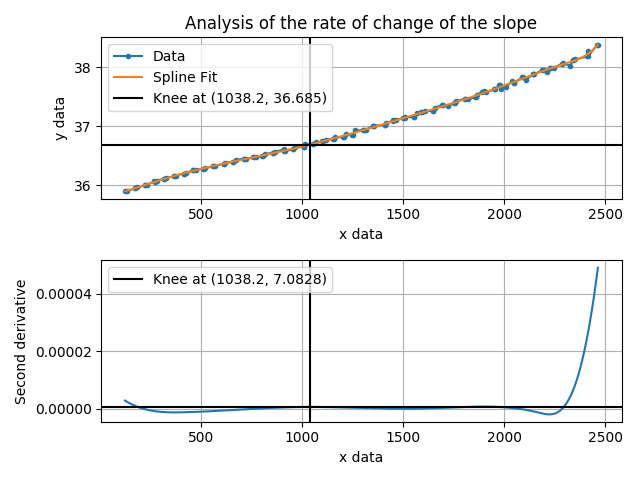 Analysis of the rate of change of the slope
Data
Spline Fit
Knee at (1038.2, 36.685)
y data
38
37
36
500 1000 1500 2000 2500
x data
Knee at (1038.2, 7.0828)
Second derivative
0.00004
0.00002
0.00000
500 1000 1500 2000 2500
x data